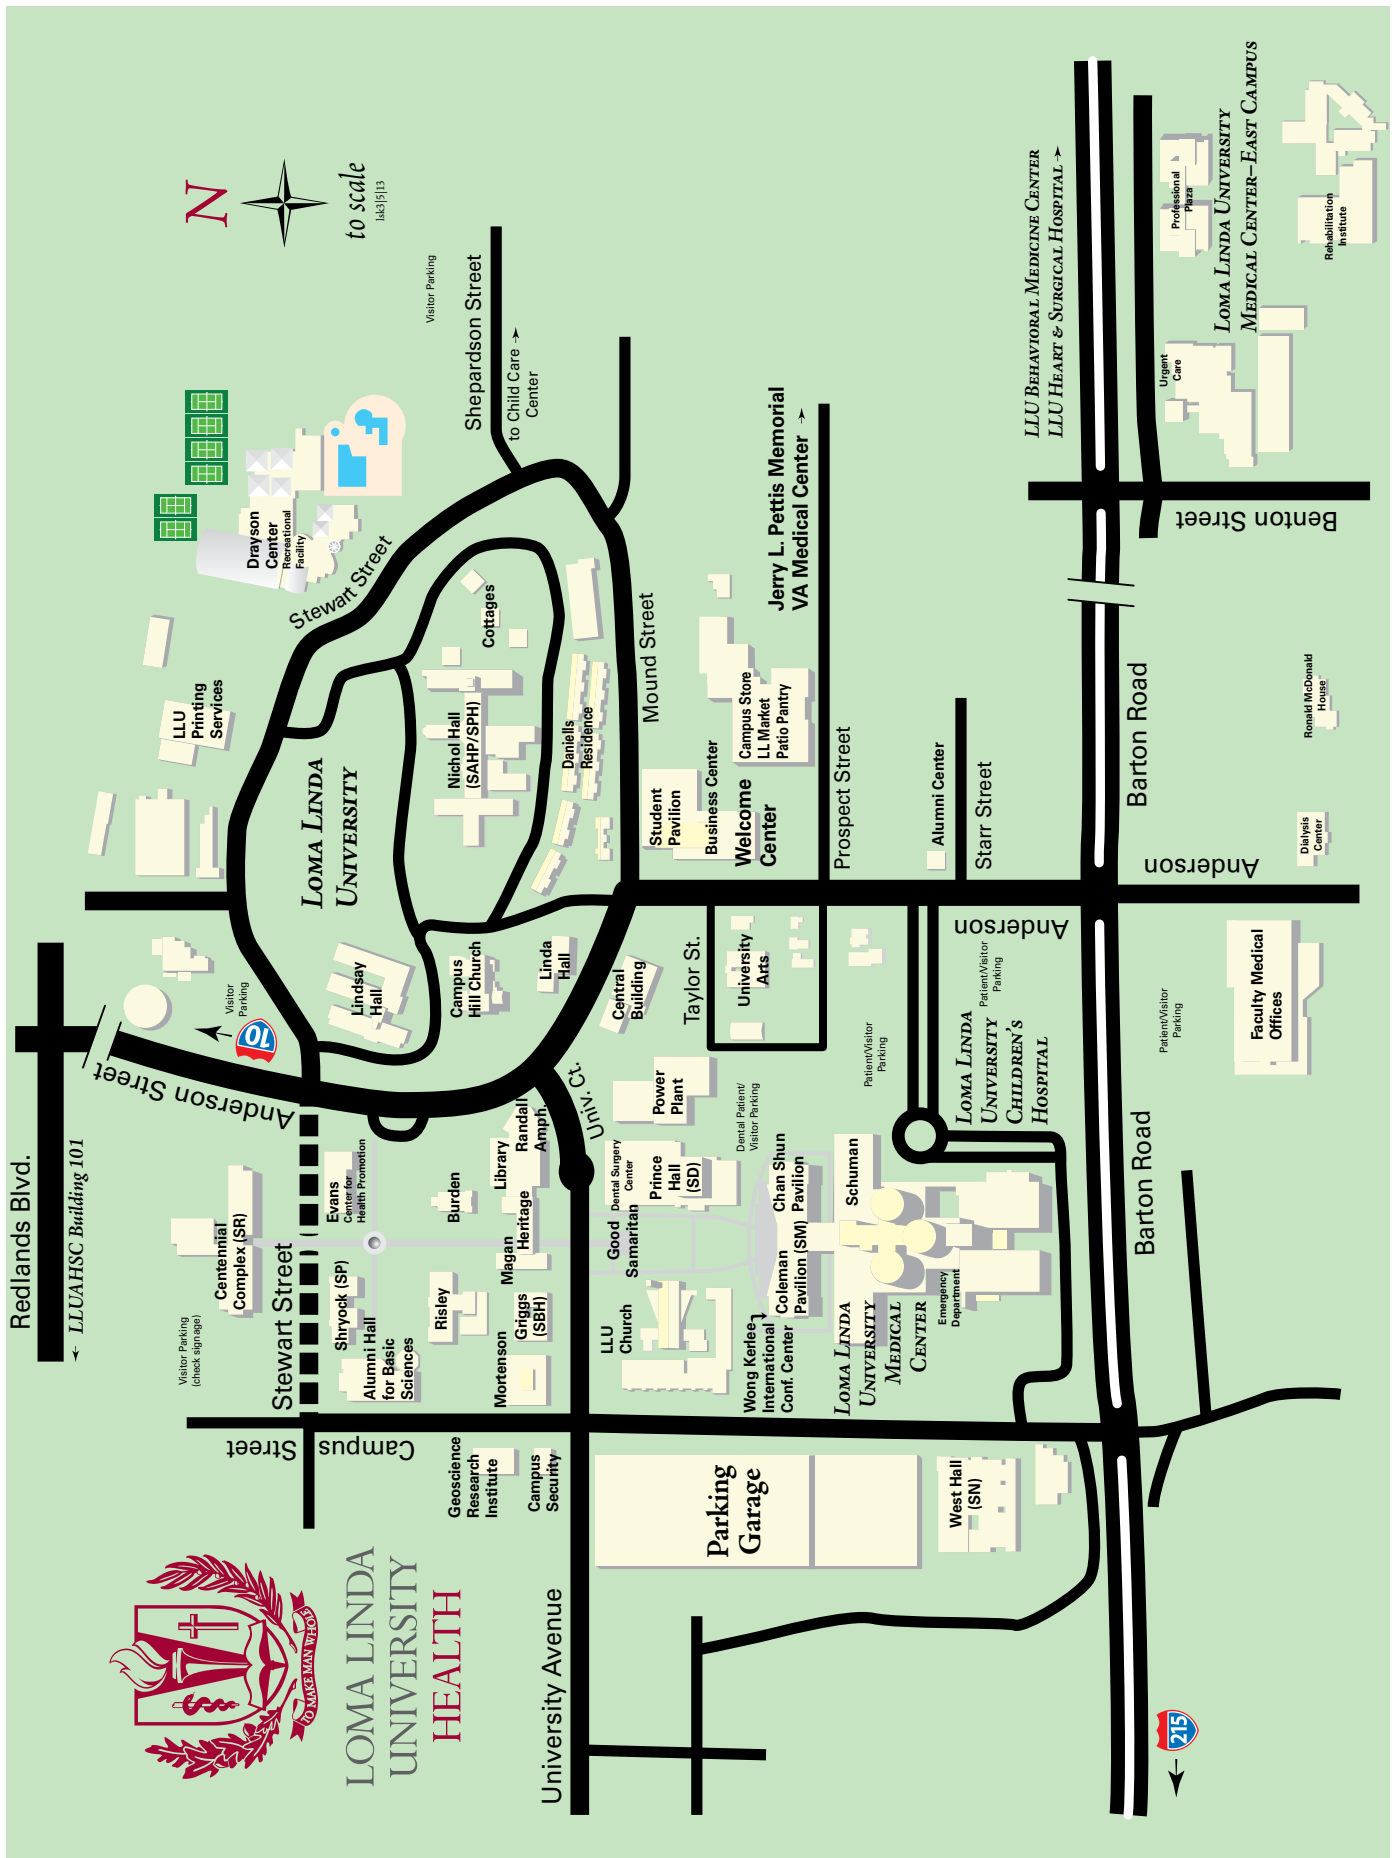 TO MAKE MAN WHOLE
LOMA LINDA
UNIVERSITY
HEALTH
Redlands Blvd.
← LLUAHSC Building 101
Anderson Street
10
Visitor
Parking
Visitor Parking
(check signage)
Centennial
Complex (SR)
Stewart Street
Campus
Street
Evans
Center for
Health Promotion
Shryock (SP)
Alumni Hall
for Basic
Sciences
Risley
Burden
Library
Randall
Amph.
Magan
Heritage
Griggs
(SBH)
Mortenson
Geoscience
Research
Institute
Campus
Security
University Avenue
Univ. Ct.
LLU
Printing
Services
Drayson
Center
Recreational
Facility
N
to scale
lsk3|5|13
Visitor Parking
Shepardson Street
to Child Care →
Center
Stewart Street
LOMA LINDA
UNIVERSITY
Lindsay
Hall
Campus
Hill Church
Linda
Hall
Nichol Hall
(SAHP/SPH)
Cottages
Daniells
Residence
Mound Street
Central
Building
Student
Pavilion
Business Center
Welcome
Center
Campus Store
LL Market
Patio Pantry
Jerry L. Pettis Memorial
VA Medical Center →
Taylor St.
University
Arts
Prospect Street
Alumni Center
Starr Street
Anderson
Power
Plant
Dental Surgery
Center
Prince
Hall
(SD)
Dental Patient/
Visitor Parking
Good
Samaritan
LLU
Church
Chan Shun
Pavilion
Coleman
Pavilion (SM)
Wong Kerlee
International
Conf. Center
Schuman
LOMA LINDA
UNIVERSITY
MEDICAL
CENTER
Emergency
Department
Patient/Visitor
Parking
LOMA LINDA
UNIVERSITY
CHILDREN'S
HOSPITAL
Patient/Visitor
Parking
Parking
Garage
West Hall
(SN)
Barton Road
Barton Road
215
Patient/Visitor
Parking
Faculty Medical
Offices
Anderson
Dialysis
Center
Ronald McDonald
House
Benton Street
LLU BEHAVIORAL MEDICINE CENTER
LLU HEART & SURGICAL HOSPITAL →
Urgent
Care
Professional
Plaza
LOMA LINDA UNIVERSITY
MEDICAL CENTER–EAST CAMPUS
Rehabilitation
Institute